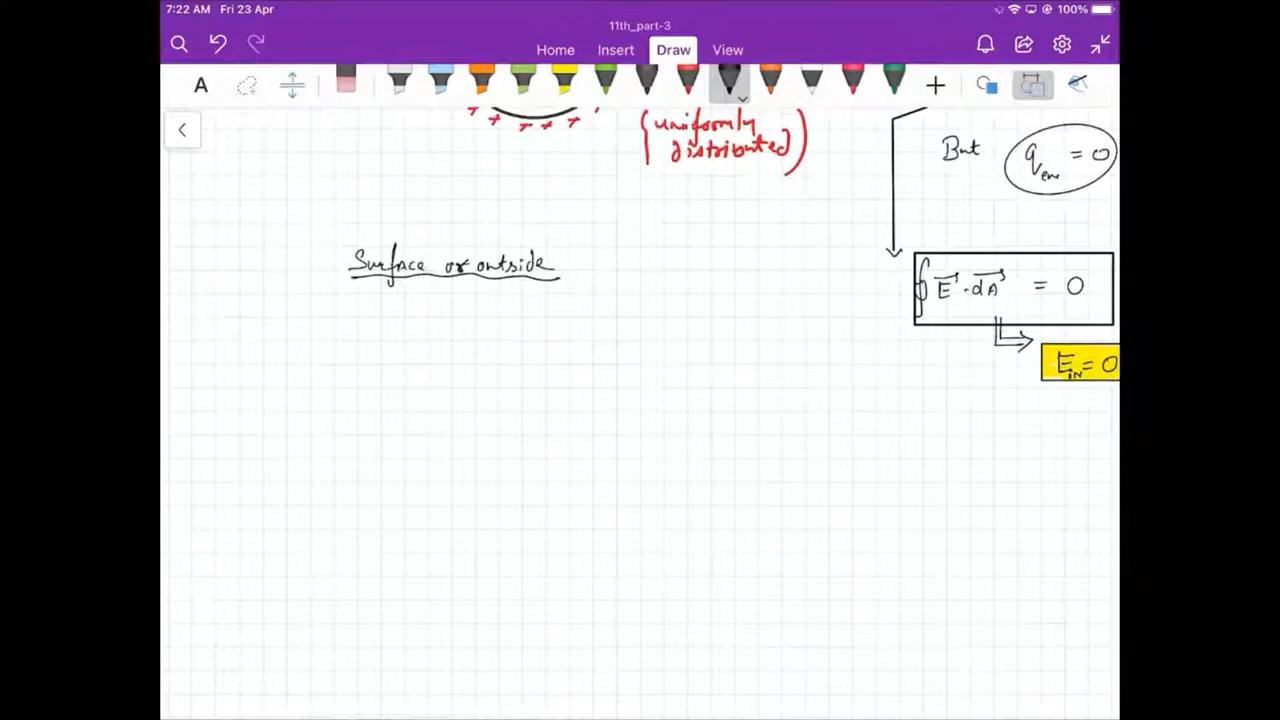 7:22 AM Fri 23 Apr
100%
11th_part-3
Home Insert Draw View
A
(uniformly
distributed)
But q_en = 0
Surface or outside
∮ E⃗ · dA⃗ = 0
E_IN = 0